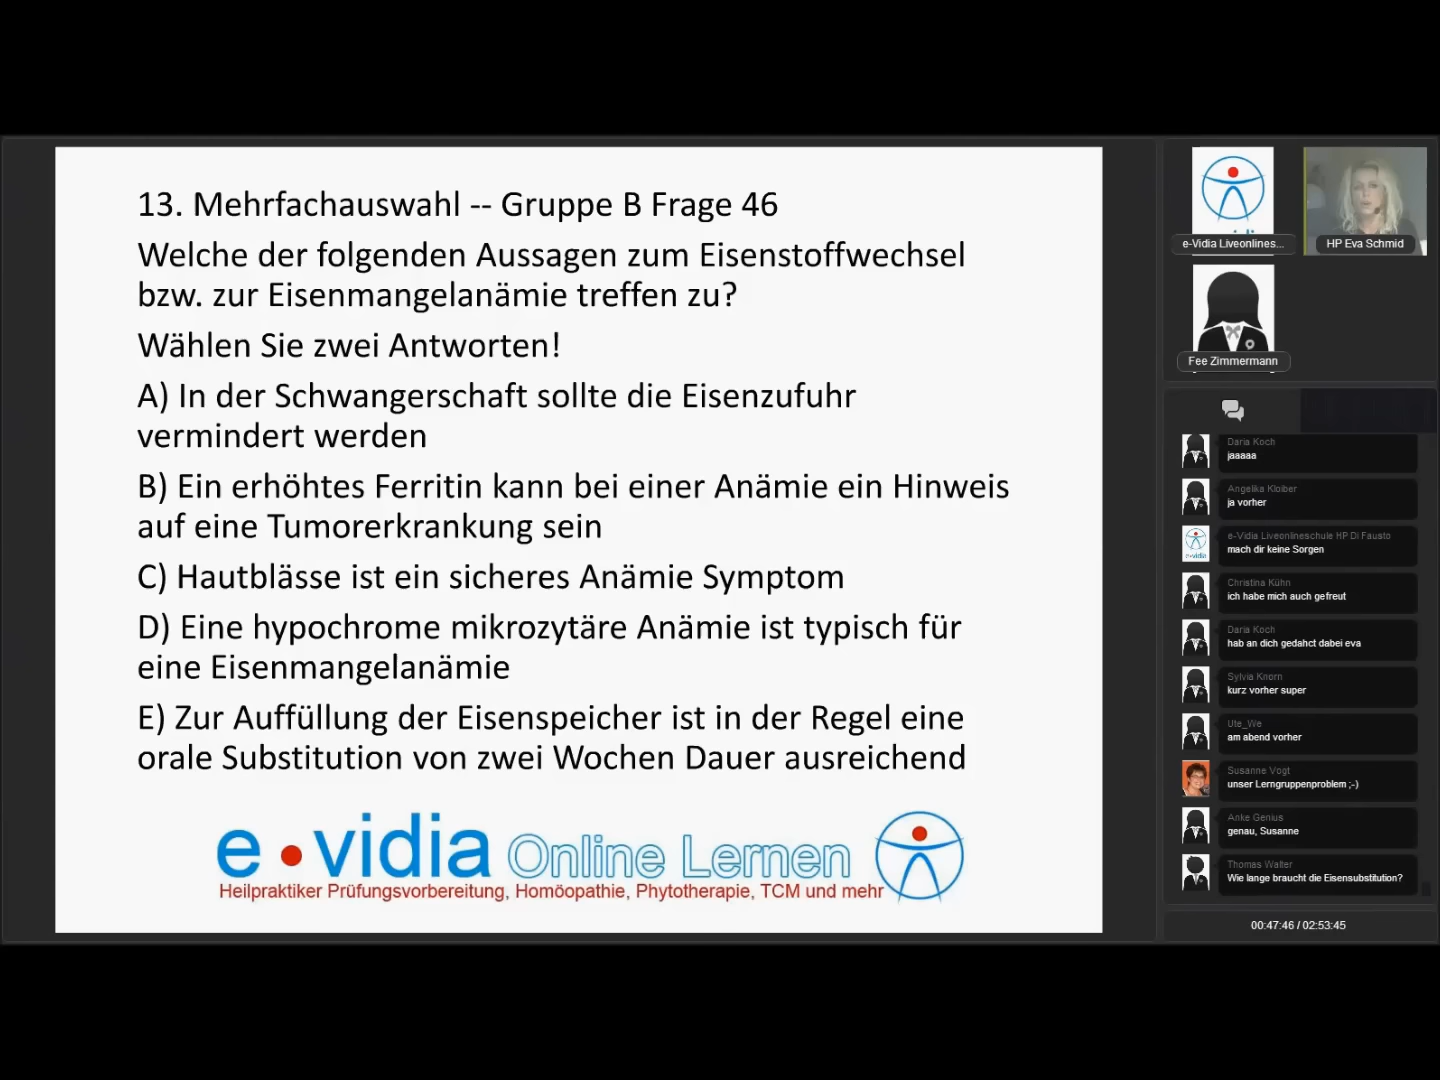 13. Mehrfachauswahl -- Gruppe B Frage 46
Welche der folgenden Aussagen zum Eisenstoffwechsel
bzw. zur Eisenmangelanämie treffen zu?
Wählen Sie zwei Antworten!
A) In der Schwangerschaft sollte die Eisenzufuhr
vermindert werden
B) Ein erhöhtes Ferritin kann bei einer Anämie ein Hinweis
auf eine Tumorerkrankung sein
C) Hautblässe ist ein sicheres Anämie Symptom
D) Eine hypochrome mikrozytäre Anämie ist typisch für
eine Eisenmangelanämie
E) Zur Auffüllung der Eisenspeicher ist in der Regel eine
orale Substitution von zwei Wochen Dauer ausreichend
e vidia Online Lernen
Heilpraktiker Prüfungsvorbereitung, Homöopathie, Phytotherapie, TCM und mehr
e-Vidia Liveonlines...
HP Eva Schmid
Fee Zimmermann
Daria Koch
jaaaaa
Angelika Kloiber
ja vorher
e-Vidia Liveonlineschule HP Di Fausto
mach dir keine Sorgen
Christina Kühn
ich habe mich auch gefreut
Daria Koch
hab an dich gedahct dabei eva
Sylvia Knorn
kurz vorher super
Ute_We
am abend vorher
Susanne Vogt
unser Lerngruppenproblem ;-)
Anke Genius
genau, Susanne
Thomas Walter
Wie lange braucht die Eisensubstitution?
00:47:46 / 02:53:45